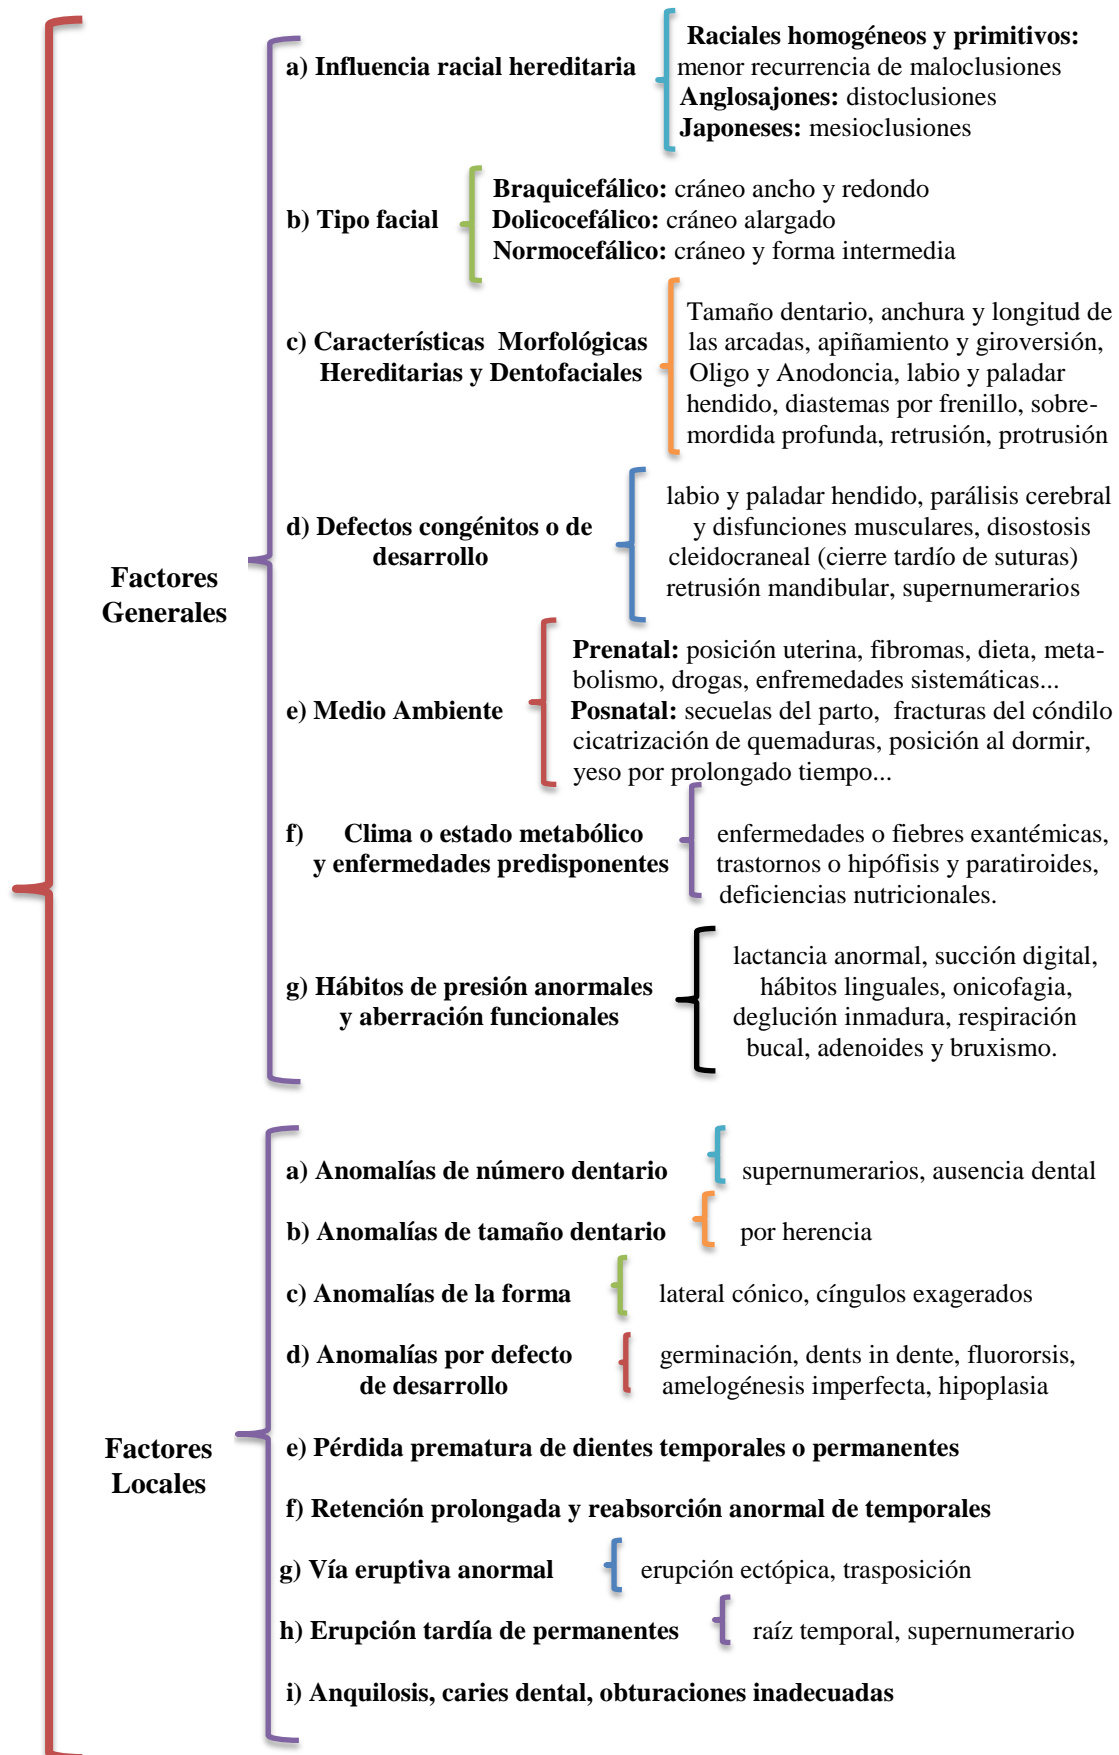 Factores
Generales
a) Influencia racial hereditaria
Raciales homogéneos y primitivos:
menor recurrencia de maloclusiones
Anglosajones: distoclusiones
Japoneses: mesioclusiones
b) Tipo facial
Braquicefálico: cráneo ancho y redondo
Dolicocefálico: cráneo alargado
Normocefálico: cráneo y forma intermedia
c) Características Morfológicas
Hereditarias y Dentofaciales
Tamaño dentario, anchura y longitud de
las arcadas, apiñamiento y giroversión,
Oligo y Anodoncia, labio y paladar
hendido, diastemas por frenillo, sobre-
mordida profunda, retrusión, protrusión
d) Defectos congénitos o de
desarrollo
labio y paladar hendido, parálisis cerebral
y disfunciones musculares, disostosis
cleidocraneal (cierre tardío de suturas)
retrusión mandibular, supernumerarios
e) Medio Ambiente
Prenatal: posición uterina, fibromas, dieta, meta-
bolismo, drogas, enfremedades sistemáticas...
Posnatal: secuelas del parto, fracturas del cóndilo
cicatrización de quemaduras, posición al dormir,
yeso por prolongado tiempo...
f) Clima o estado metabólico
y enfermedades predisponentes
enfermedades o fiebres exantémicas,
trastornos o hipófisis y paratiroides,
deficiencias nutricionales.
g) Hábitos de presión anormales
y aberración funcionales
lactancia anormal, succión digital,
hábitos linguales, onicofagia,
deglución inmadura, respiración
bucal, adenoides y bruxismo.
Factores
Locales
a) Anomalías de número dentario
supernumerarios, ausencia dental
b) Anomalías de tamaño dentario
por herencia
c) Anomalías de la forma
lateral cónico, cíngulos exagerados
d) Anomalías por defecto
de desarrollo
germinación, dents in dente, fluororsis,
amelogénesis imperfecta, hipoplasia
e) Pérdida prematura de dientes temporales o permanentes
f) Retención prolongada y reabsorción anormal de temporales
g) Vía eruptiva anormal
erupción ectópica, trasposición
h) Erupción tardía de permanentes
raíz temporal, supernumerario
i) Anquilosis, caries dental, obturaciones inadecuadas